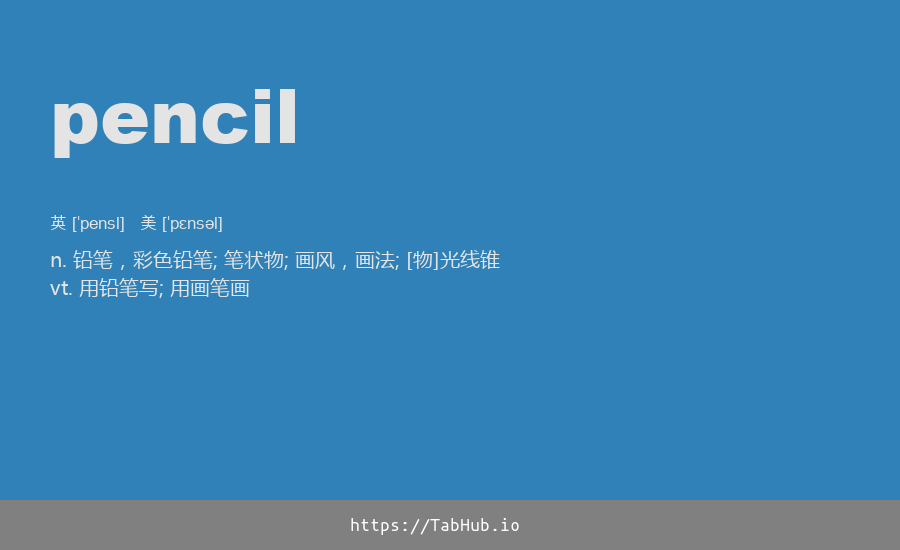 pencil
英 [ˈpensl] 美 [ˈpɛnsəl]
n. 铅笔，彩色铅笔; 笔状物; 画风，画法; [物]光线锥
vt. 用铅笔写; 用画笔画
https://TabHub.io